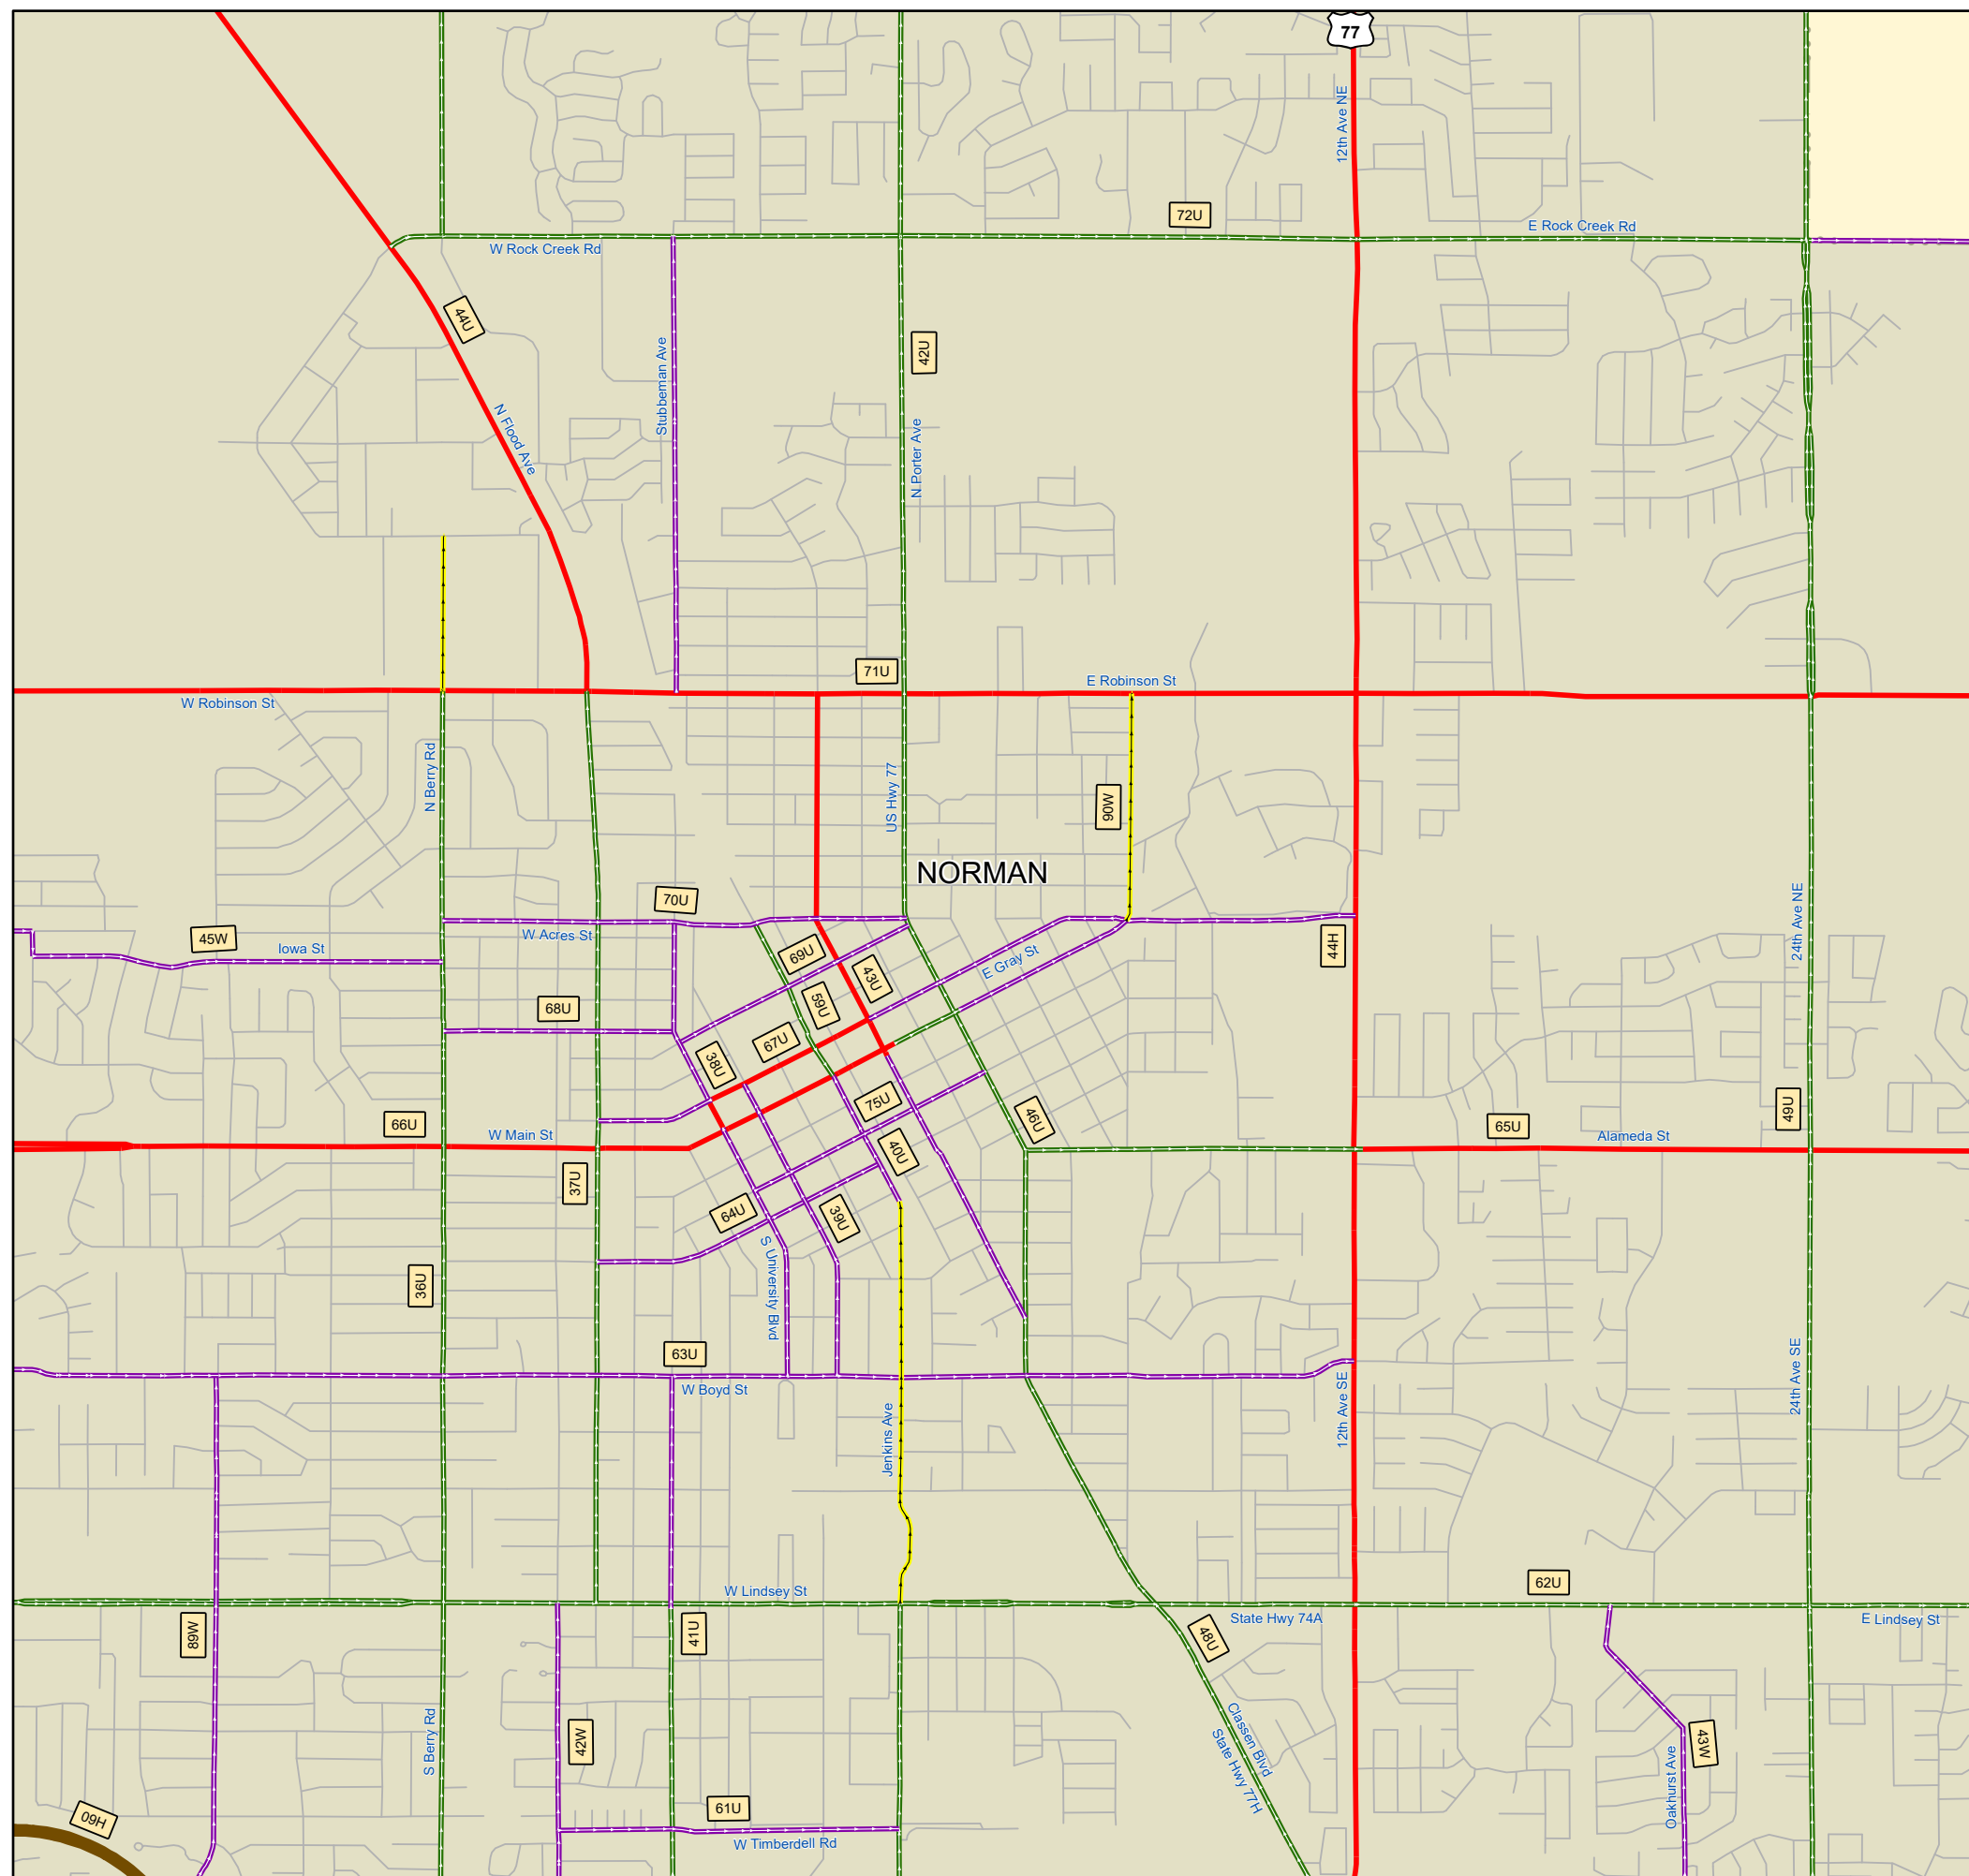 77
12th Ave NE
72U
W Rock Creek Rd
E Rock Creek Rd
44U
Stubbeman Ave
42U
N Flood Ave
N Porter Ave
71U
E Robinson St
W Robinson St
N Berry Rd
US Hwy 77
90W
NORMAN
70U
45W
Iowa St
W Acres St
69U
43U
E Gray St
44H
24th Ave NE
68U
59U
67U
38U
66U
W Main St
75U
46U
65U
Alameda St
49U
37U
40U
64U
39U
36U
S University Blvd
63U
W Boyd St
Jenkins Ave
12th Ave SE
24th Ave SE
W Lindsey St
62U
State Hwy 74A
E Lindsey St
89W
41U
48U
S Berry Rd
42W
Classen Blvd
State Hwy 77H
43W
Oakhurst Ave
61U
W Timberdell Rd
60H